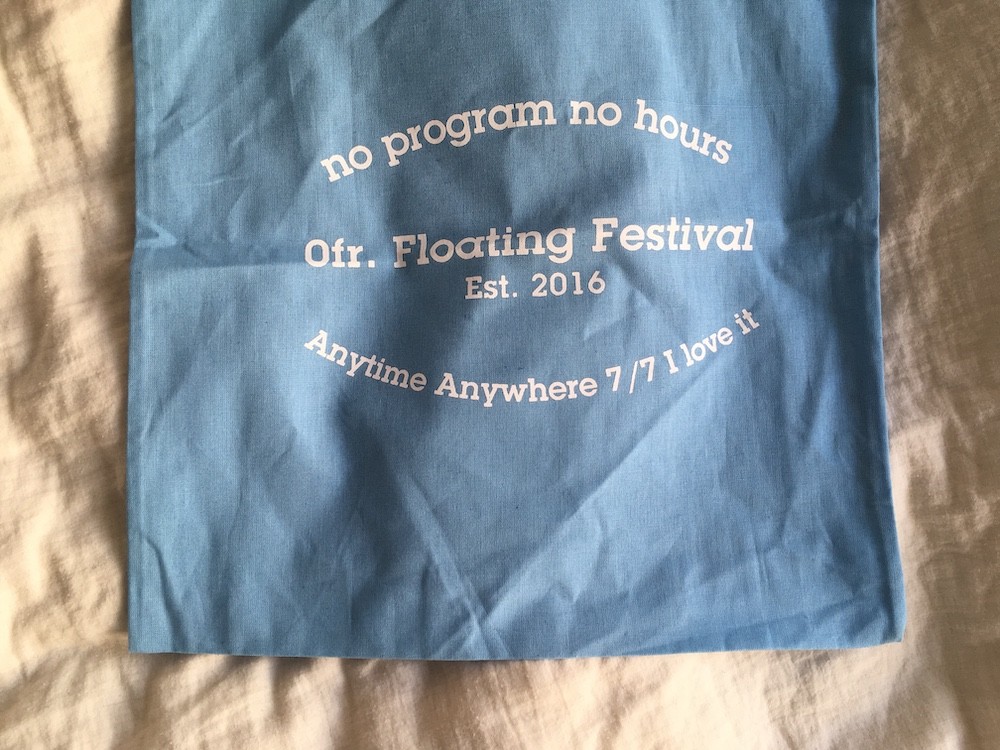 no program no hours
Ofr. Floating Festival
Est. 2016
Anytime Anywhere 7/7 I love it